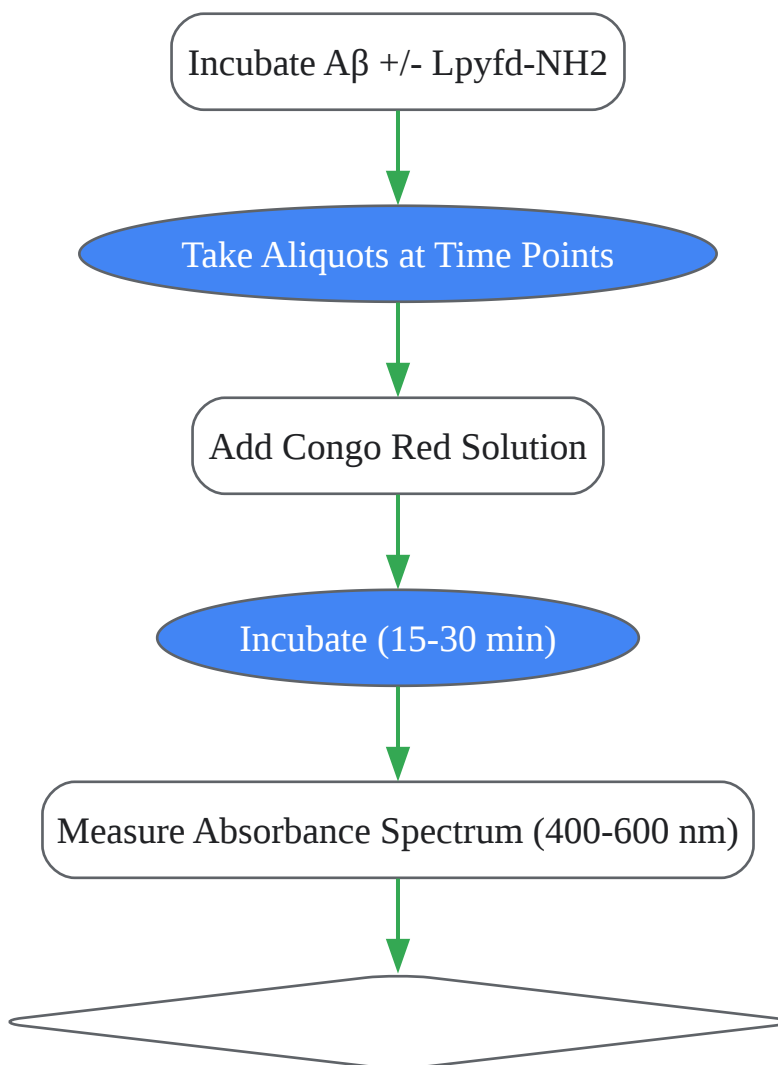 Incubate Aβ +/- Lpyfd-NH2
Take Aliquots at Time Points
Add Congo Red Solution
Incubate (15-30 min)
Measure Absorbance Spectrum (400-600 nm)